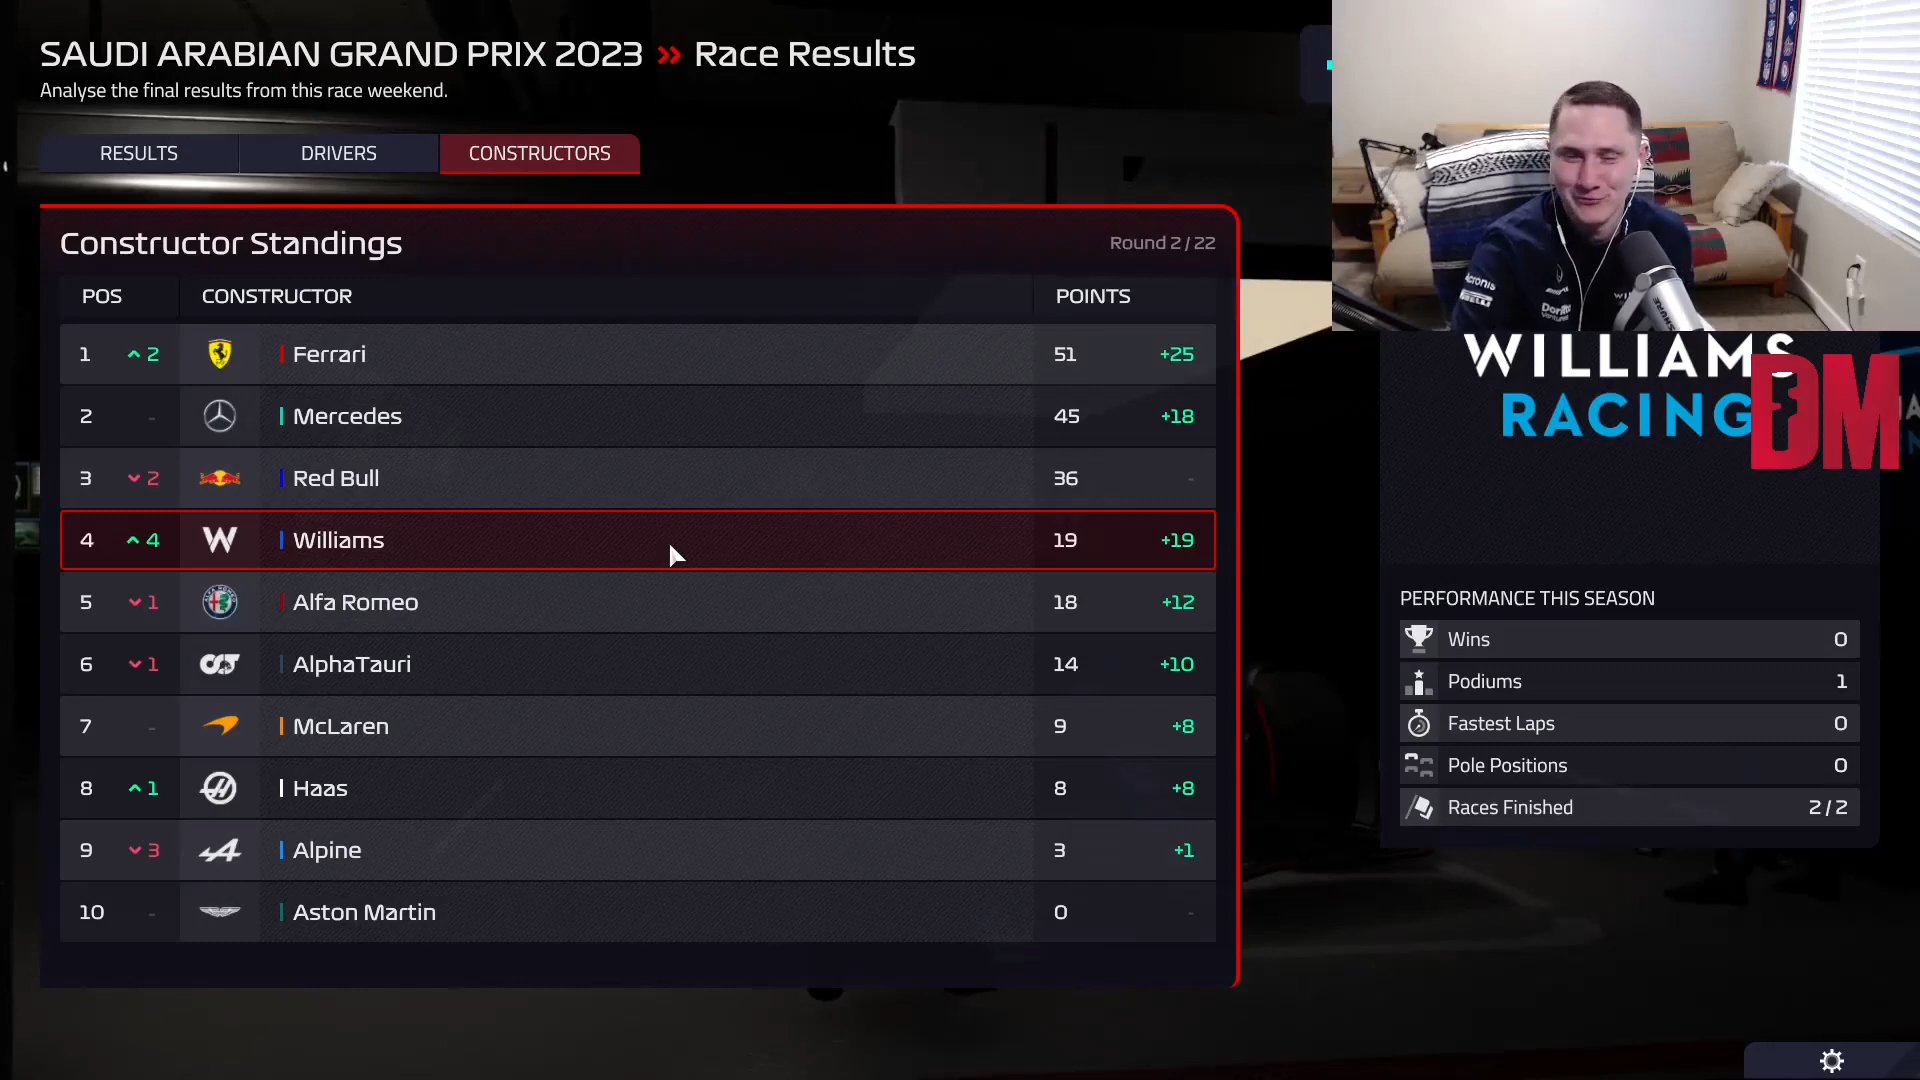 SAUDI ARABIAN GRAND PRIX 2023 » Race Results
Analyse the final results from this race weekend.
RESULTS DRIVERS CONSTRUCTORS
Constructor Standings Round 2 / 22
POS CONSTRUCTOR POINTS
1 2 Ferrari 51 +25
2 - Mercedes 45 +18
3 2 Red Bull 36 -
4 4 W Williams 19 +19
5 1 Alfa Romeo 18 +12
6 1 AlphaTauri 14 +10
7 - McLaren 9 +8
8 1 Haas 8 +8
9 3 Alpine 3 +1
10 - Aston Martin 0 -
acronis
PIRELLI
SHURE
WILLIAMS
RACING
DM
PERFORMANCE THIS SEASON
Wins 0
Podiums 1
Fastest Laps 0
Pole Positions 0
Races Finished 2 / 2